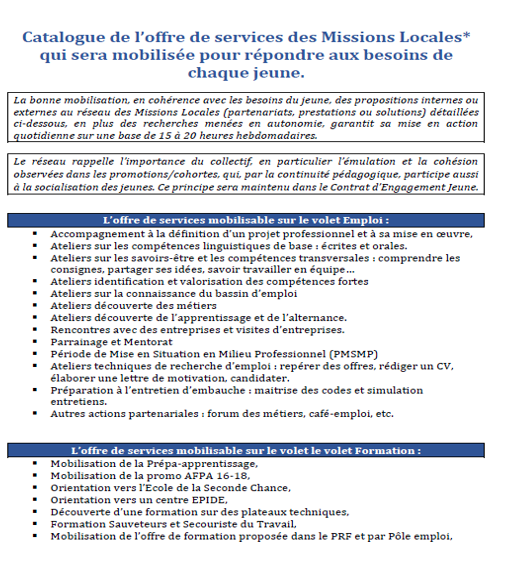 Catalogue de l'offre de services des Missions Locales*
qui sera mobilisée pour répondre aux besoins de
chaque jeune.
La bonne mobilisation, en cohérence avec les besoins du jeune, des propositions internes ou
externes au réseau des Missions Locales (partenariats, prestations ou solutions) détaillées
ci-dessous, en plus des recherches menées en autonomie, garantit sa mise en action
quotidienne sur une base de 15 à 20 heures hebdomadaires.
Le réseau rappelle l'importance du collectif, en particulier l'émulation et la cohésion
observées dans les promotions/cohortes, qui, par la continuité pédagogique, participe aussi
à la socialisation des jeunes. Ce principe sera maintenu dans le Contrat d'Engagement Jeune.
L'offre de services mobilisable sur le volet Emploi :
▪ Accompagnement à la définition d'un projet professionnel et à sa mise en œuvre,
▪ Ateliers sur les compétences linguistiques de base : écrites et orales.
▪ Ateliers sur les savoirs-être et les compétences transversales : comprendre les
consignes, partager ses idées, savoir travailler en équipe…
▪ Ateliers identification et valorisation des compétences fortes
▪ Ateliers sur la connaissance du bassin d'emploi
▪ Ateliers découverte des métiers
▪ Ateliers découverte de l'apprentissage et de l'alternance.
▪ Rencontres avec des entreprises et visites d'entreprises.
▪ Parrainage et Mentorat
▪ Période de Mise en Situation en Milieu Professionnel (PMSMP)
▪ Ateliers techniques de recherche d'emploi : repérer des offres, rédiger un CV,
élaborer une lettre de motivation, candidater.
▪ Préparation à l'entretien d'embauche : maitrise des codes et simulation
entretiens.
▪ Autres actions partenariales : forum des métiers, café-emploi, etc.
L'offre de services mobilisable sur le volet le volet Formation :
▪ Mobilisation de la Prépa-apprentissage,
▪ Mobilisation de la promo AFPA 16-18,
▪ Orientation vers l'Ecole de la Seconde Chance,
▪ Orientation vers un centre EPIDE,
▪ Découverte d'une formation sur des plateaux techniques,
▪ Formation Sauveteurs et Secouriste du Travail,
▪ Mobilisation de l'offre de formation proposée dans le PRF et par Pôle emploi,